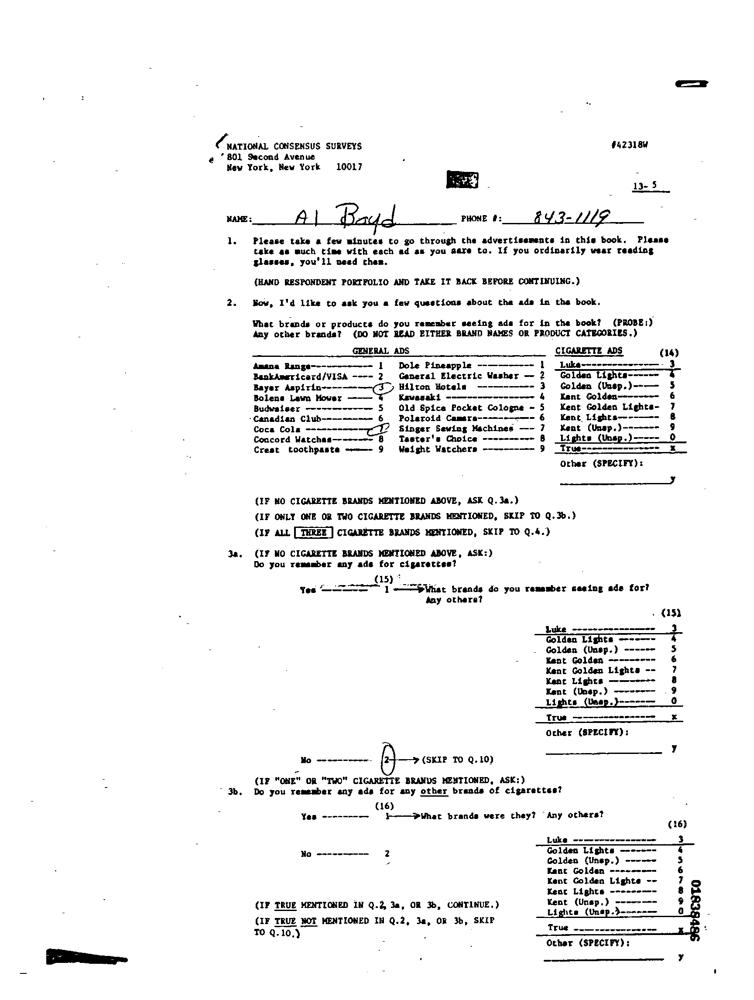 NATIONAL CONSENSUS SURVEYS #42318W
801 Second Avenue
New York, New York 10017
13- 5
NAME: Al Boyd PHONE #: 843-1119
1. Please take a few minutes to go through the advertisements in this book. Please
take as much time with each ad as you aare to. If you ordinarily wear reading
glasses, you'll need them.
(HAND RESPONDENT PORTFOLIO AND TAKE IT BACK BEFORE CONTINUING.)
2. Now, I'd like to ask you a few questions about the ads in the book.
What brands or products do you remember seeing ads for in the book? (PROBE:)
Any other brands? (DO NOT READ EITHER BRAND NAMES OR PRODUCT CATEGORIES.)
GENERAL ADS CIGARETTE ADS (14)
Amana Range------------ 1 Dole Pineapple ----------- 1 Luke---------------- 3
BankAmericard/VISA ---- 2 General Electric Washer -- 2 Golden Lights------- 4
Bayer Aspirin---------- 3 Hilton Hotels ----------- 3 Golden (Unsp.)----- 5
Bolens Lawn Mower ----- 4 Kawasaki ----------------- 4 Kent Golden-------- 6
Budweiser ------------- 5 Old Spice Pocket Cologne - 5 Kent Golden Lights- 7
Canadian Club---------- 6 Polaroid Camera----------- 6 Kent Lights-------- 8
Coca Cola ------------- 7 Singer Sewing Machines --- 7 Kent (Unsp.)------- 9
Concord Watches-------- 8 Taster's Choice ---------- 8 Lights (Unsp.)----- 0
Crest toothpaste ----- 9 Weight Watchers ---------- 9 True--------------- x
Other (SPECIFY):
y
(IF NO CIGARETTE BRANDS MENTIONED ABOVE, ASK Q.3a.)
(IF ONLY ONE OR TWO CIGARETTE BRANDS MENTIONED, SKIP TO Q.3b.)
(IF ALL THREE CIGARETTE BRANDS MENTIONED, SKIP TO Q.4.)
3a. (IF NO CIGARETTE BRANDS MENTIONED ABOVE, ASK:)
Do you remember any ads for cigarettes?
(15)
Yes --------- 1 → What brands do you remember seeing ads for?
Any others?
(15)
Luke ---------------- 3
Golden Lights ------- 4
Golden (Unsp.) ------ 5
Kent Golden --------- 6
Kent Golden Lights -- 7
Kent Lights --------- 8
Kent (Unsp.) -------- 9
Lights (Unsp.)------- 0
True ---------------- x
Other (SPECIFY):
y
No ---------- 2 → (SKIP TO Q.10)
(IF "ONE" OR "TWO" CIGARETTE BRANDS MENTIONED, ASK:)
3b. Do you remember any ads for any other brands of cigarettes?
(16)
Yes --------- 1 → What brands were they? Any others?
(16)
Luke ---------------- 3
No ---------- 2 Golden Lights ------- 4
Golden (Unsp.) ------ 5
Kent Golden --------- 6
Kent Golden Lights -- 7
Kent Lights --------- 8
(IF TRUE MENTIONED IN Q.2, 3a, OR 3b, CONTINUE.) Kent (Unsp.) -------- 9
Lights (Unsp.)------- 0
(IF TRUE NOT MENTIONED IN Q.2, 3a, OR 3b, SKIP
TO Q.10.) True ---------------- x
Other (SPECIFY):
y
01838486